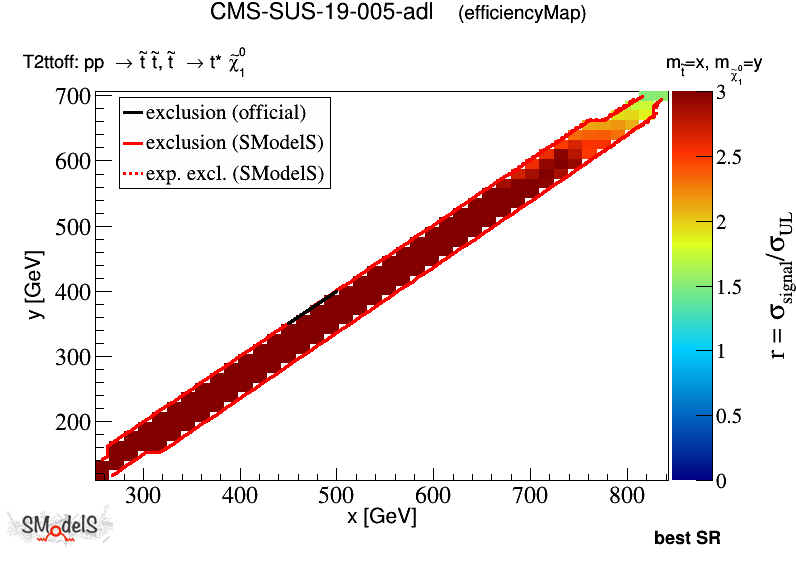 CMS-SUS-19-005-adl (efficiencyMap)
T2ttoff: pp → t̃ t̃, t̃ → t* χ̃₁⁰
m_t̃=x, m_χ̃₁⁰=y
exclusion (official)
exclusion (SModelS)
exp. excl. (SModelS)
700
600
500
400
300
200
y [GeV]
300 400 500 600 700 800
x [GeV]
3
2.5
2
1.5
1
0.5
0
r = σ_signal/σ_UL
SModelS
best SR